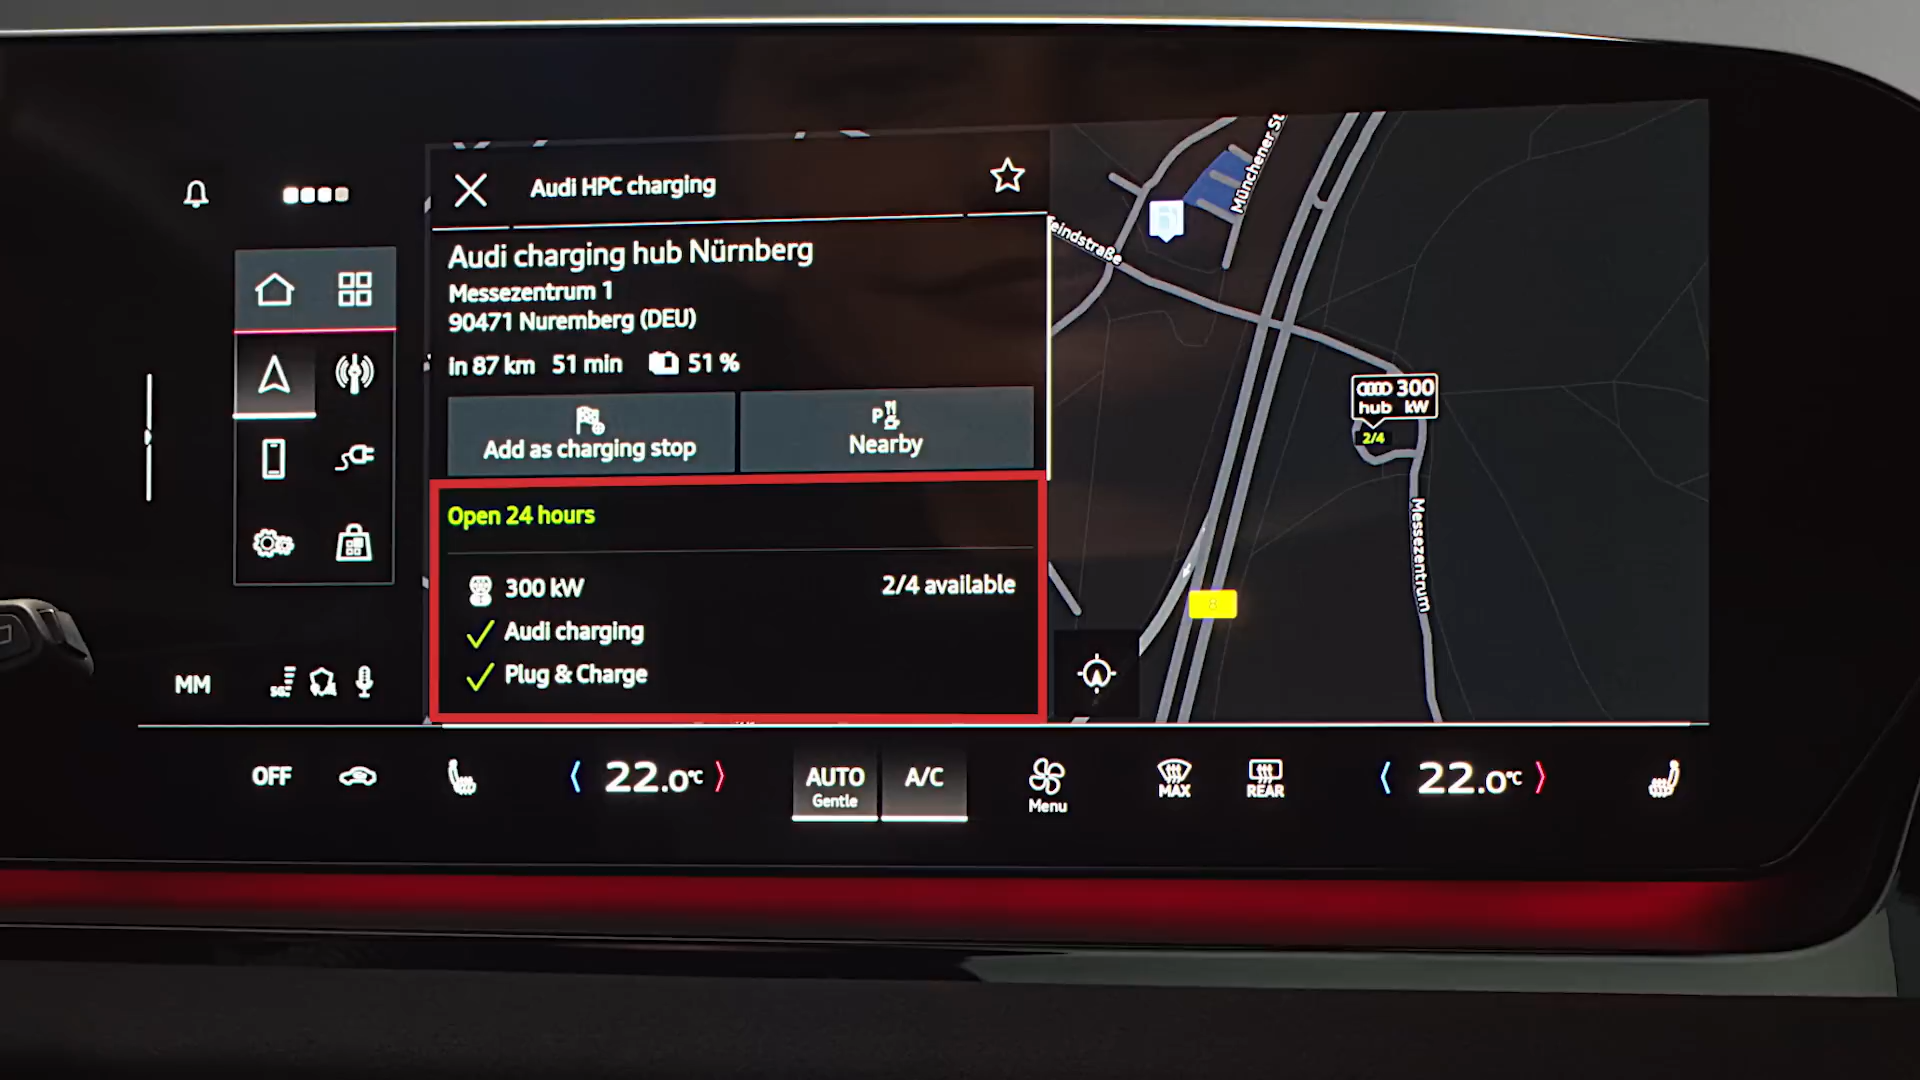 Audi HPC charging
Audi charging hub Nürnberg
Messezentrum 1
90471 Nuremberg (DEU)
in 87 km 51 min 51 %
Add as charging stop
P
Nearby
Open 24 hours
300 kW 2/4 available
Audi charging
Plug & Charge
Münchener St
eindstraße
300
hub kW
2/4
Messezentrum
8
MM
5G
OFF
22.0°C
AUTO
Gentle
A/C
Menu
MAX
REAR
22.0°C